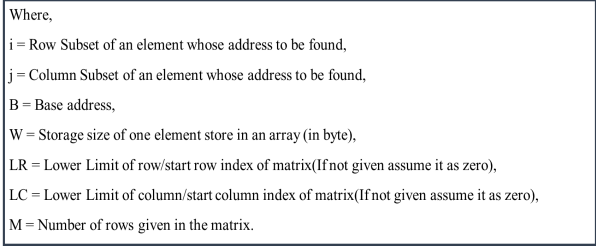 Where,
i = Row Subset of an element whose address to be found,
j = Column Subset of an element whose address to be found,
B = Base address,
W = Storage size of one element store in an array (in byte),
LR = Lower Limit of row/start row index of matrix(If not given assume it as zero),
LC = Lower Limit of column/start column index of matrix(If not given assume it as zero),
M = Number of rows given in the matrix.